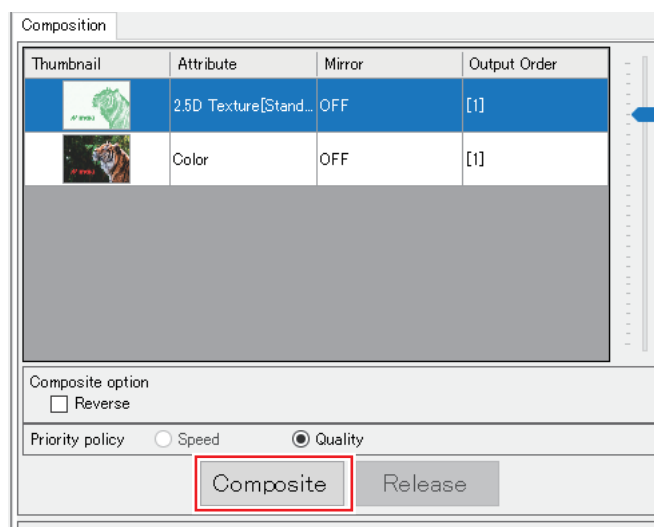 Composition
Thumbnail Attribute Mirror Output Order
2.5D Texture[Stand... OFF [1]
Color OFF [1]
Composite option
Reverse
Priority policy Speed Quality
Composite Release